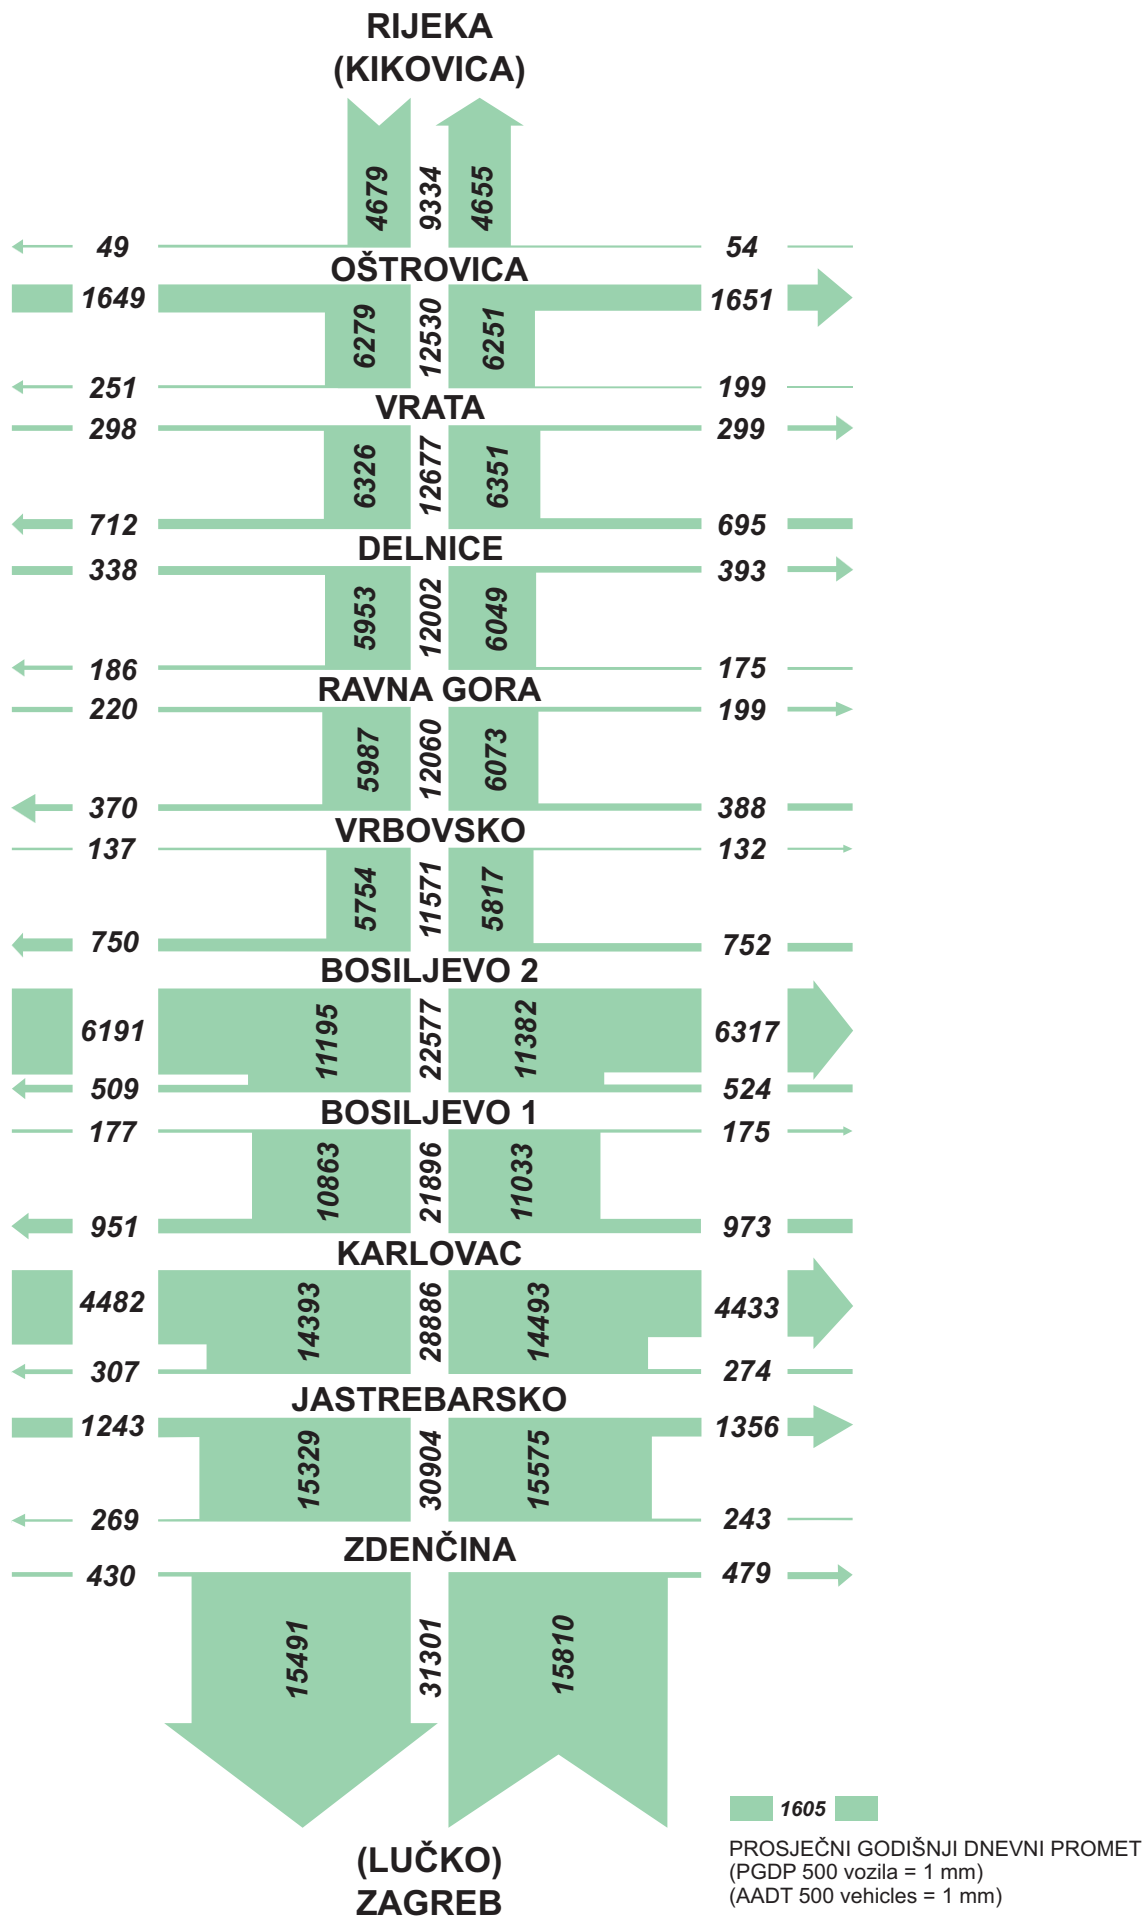 RIJEKA
(KIKOVICA)
4679 9334 4655
49 54
OŠTROVICA
1649 1651
6279 12530 6251
251 199
VRATA
298 299
6326 12677 6351
712 695
DELNICE
338 393
5953 12002 6049
186 175
RAVNA GORA
220 199
5987 12060 6073
370 388
VRBOVSKO
137 132
5754 11571 5817
750 752
BOSILJEVO 2
6191 11195 22577 11382 6317
509 524
BOSILJEVO 1
177 175
10863 21896 11033
951 973
KARLOVAC
4482 14393 28886 14493 4433
307 274
JASTREBARSKO
1243 1356
15329 30904 15575
269 243
ZDENČINA
430 479
15491 31301 15810
1605
PROSJEČNI GODIŠNJI DNEVNI PROMET
(PGDP 500 vozila = 1 mm)
(AADT 500 vehicles = 1 mm)
(LUČKO)
ZAGREB